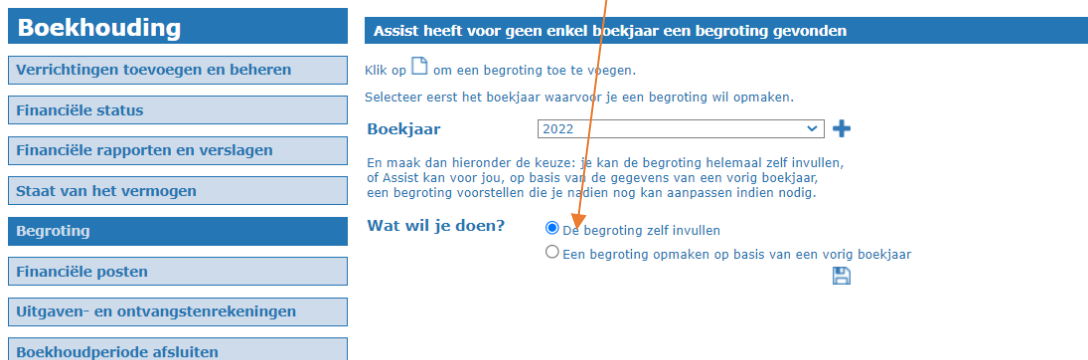 Boekhouding
Verrichtingen toevoegen en beheren
Financiële status
Financiële rapporten en verslagen
Staat van het vermogen
Begroting
Financiële posten
Uitgaven- en ontvangstenrekeningen
Boekhoudperiode afsluiten
Assist heeft voor geen enkel boekjaar een begroting gevonden
Klik op om een begroting toe te voegen.
Selecteer eerst het boekjaar waarvoor je een begroting wil opmaken.
Boekjaar 2022
En maak dan hieronder de keuze: je kan de begroting helemaal zelf invullen,
of Assist kan voor jou, op basis van de gegevens van een vorig boekjaar,
een begroting voorstellen die je nadien nog kan aanpassen indien nodig.
Wat wil je doen? De begroting zelf invullen
Een begroting opmaken op basis van een vorig boekjaar